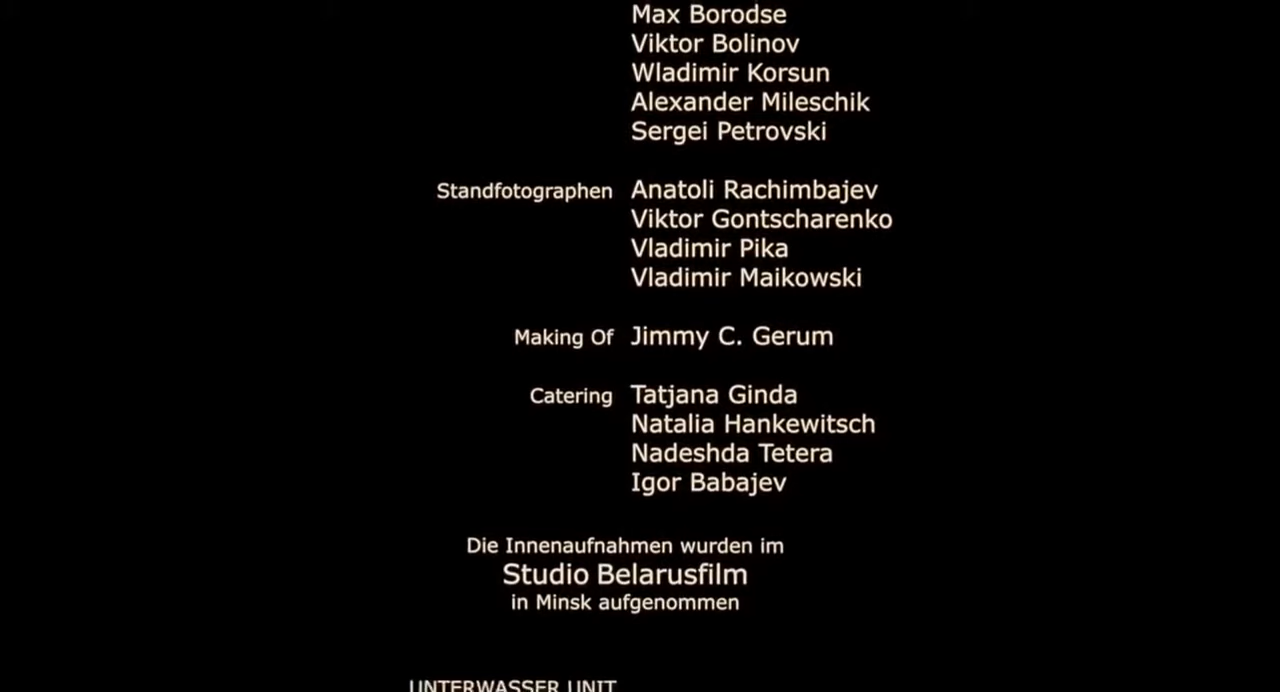 Max Borodse
Viktor Bolinov
Wladimir Korsun
Alexander Mileschik
Sergei Petrovski
Standfotographen Anatoli Rachimbajev
Viktor Gontscharenko
Vladimir Pika
Vladimir Maikowski
Making Of Jimmy C. Gerum
Catering Tatjana Ginda
Natalia Hankewitsch
Nadeshda Tetera
Igor Babajev
Die Innenaufnahmen wurden im
Studio Belarusfilm
in Minsk aufgenommen
UNTERWASSER UNIT